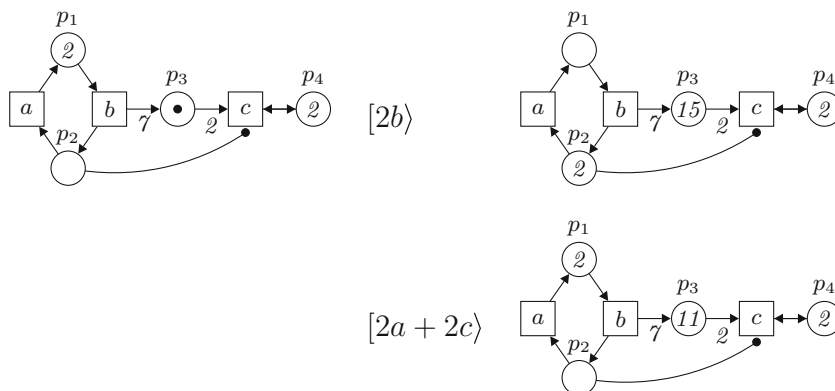 p1 p1
2 p3 p4 p3 p4
a b c 2 a b 15 c 2
7 2 [2b⟩ 7 2
p2 p2
2
p1
2 p3 p4
a b 11 c 2
[2a + 2c⟩ 7 2
p2